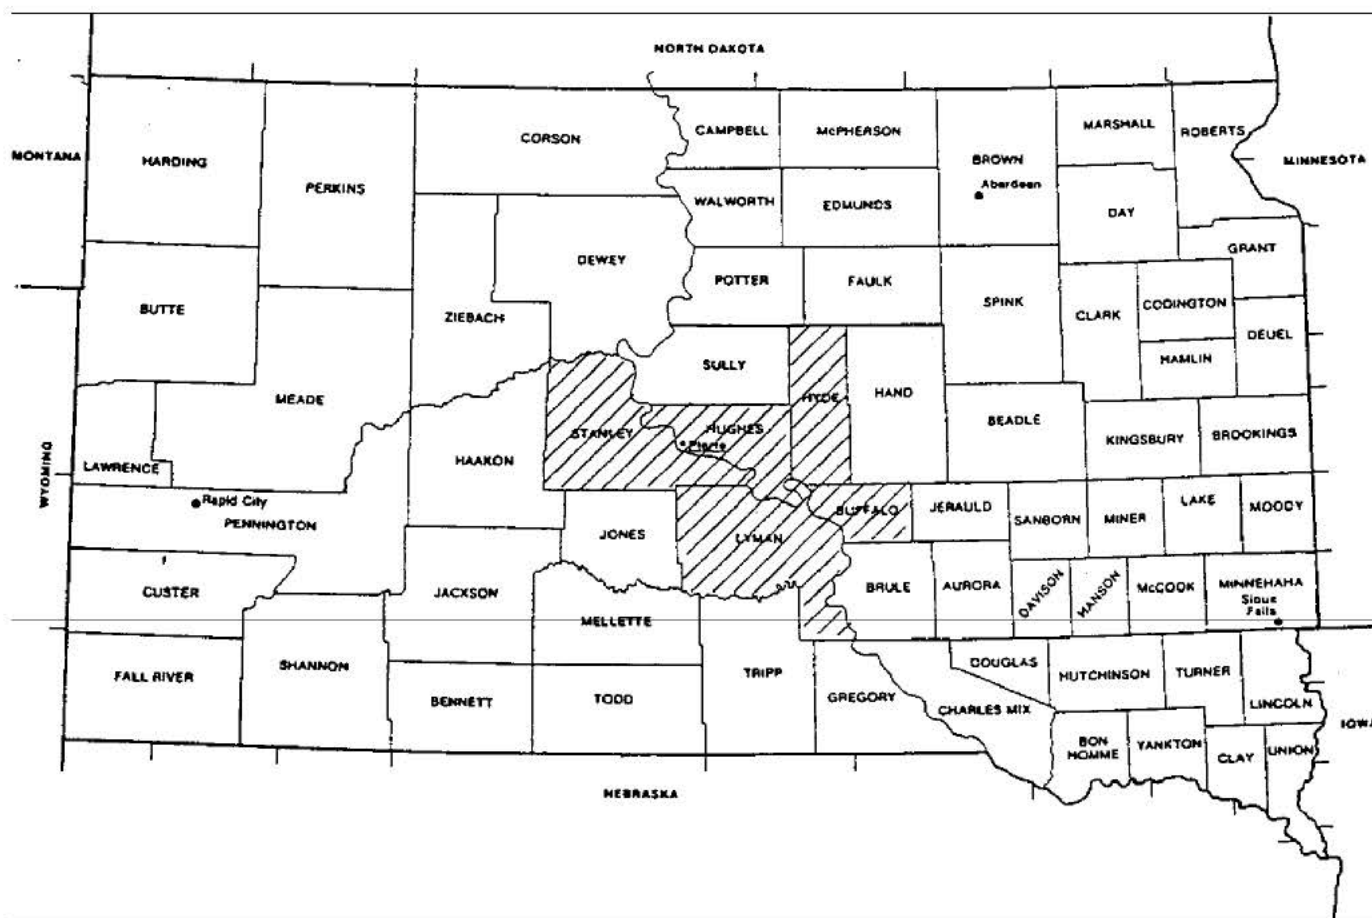 NORTH DAKOTA
MONTANA
HARDING
PERKINS
CORSON
CAMPBELL
McPHERSON
BROWN
Aberdeen
MARSHALL
ROBERTS
MINNESOTA
WALWORTH
EDMUNDS
DAY
GRANT
DEWEY
POTTER
FAULK
SPINK
CLARK
CODINGTON
BUTTE
ZIEBACH
HAMLIN
DEUEL
SULLY
HYDE
HAND
MEADE
STANLEY
HUGHES
Pierre
BEADLE
KINGSBURY
BROOKINGS
WYOMING
LAWRENCE
HAAKON
Rapid City
PENNINGTON
JONES
LYMAN
BUFFALO
JERAULD
SANBORN
MINER
LAKE
MOODY
CUSTER
JACKSON
MELLETTE
BRULE
AURORA
DAVISON
HANSON
McCOOK
MINNEHAHA
Sioux
Falls
FALL RIVER
SHANNON
BENNETT
TODD
TRIPP
GREGORY
CHARLES MIX
DOUGLAS
HUTCHINSON
TURNER
LINCOLN
IOWA
BON
HOMME
YANKTON
CLAY
UNION
NEBRASKA